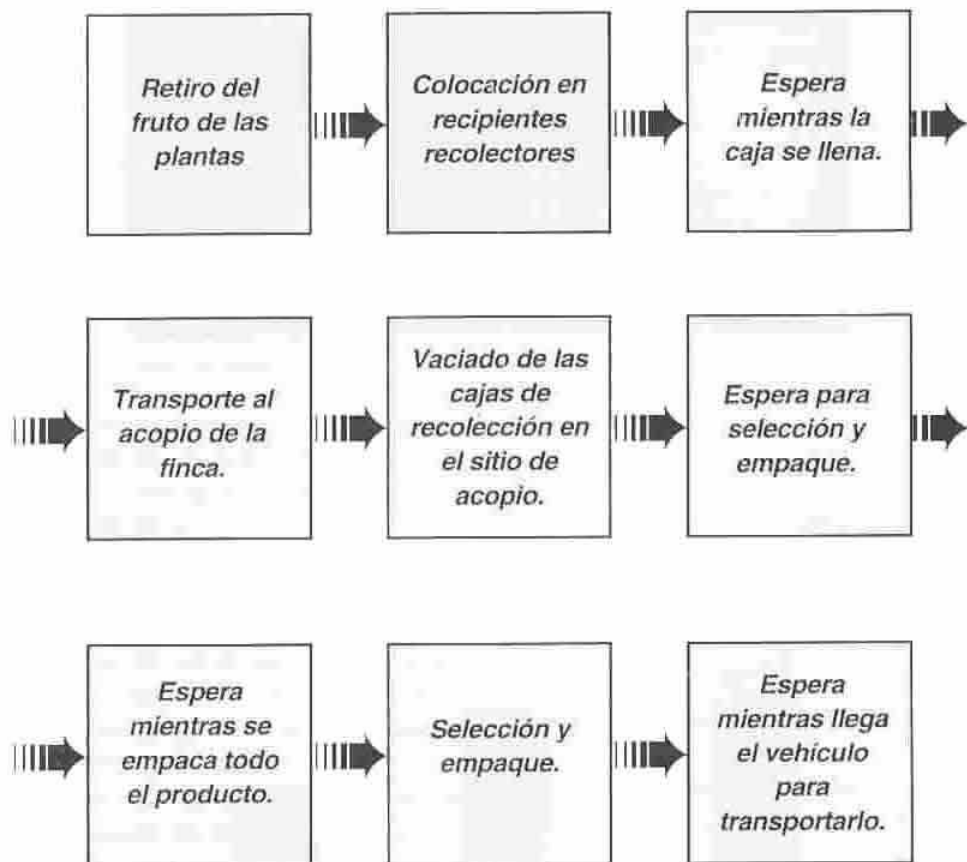 Retiro del
fruto de las
plantas
Colocación en
recipientes
recolectores
Espera
mientras la
caja se llena.
Transporte al
acopio de la
finca.
Vaciado de las
cajas de
recolección en
el sitio de
acopio.
Espera para
selección y
empaque.
Espera
mientras se
empaca todo
el producto.
Selección y
empaque.
Espera
mientras llega
el vehículo
para
transportarlo.